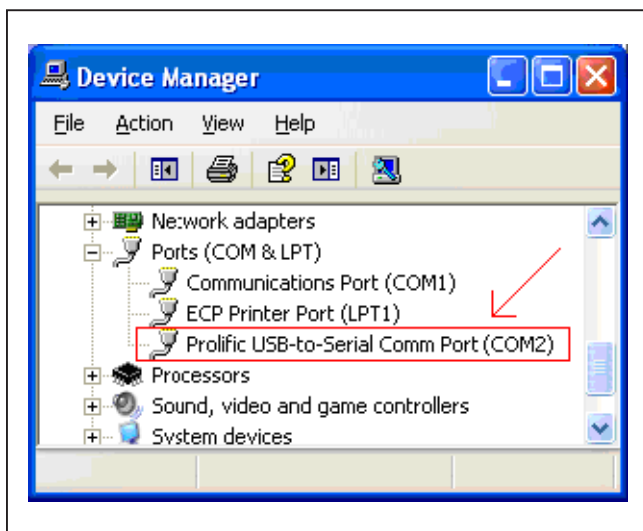 Device Manager
File Action View Help
Network adapters
Ports (COM & LPT)
Communications Port (COM1)
ECP Printer Port (LPT1)
Prolific USB-to-Serial Comm Port (COM2)
Processors
Sound, video and game controllers
System devices